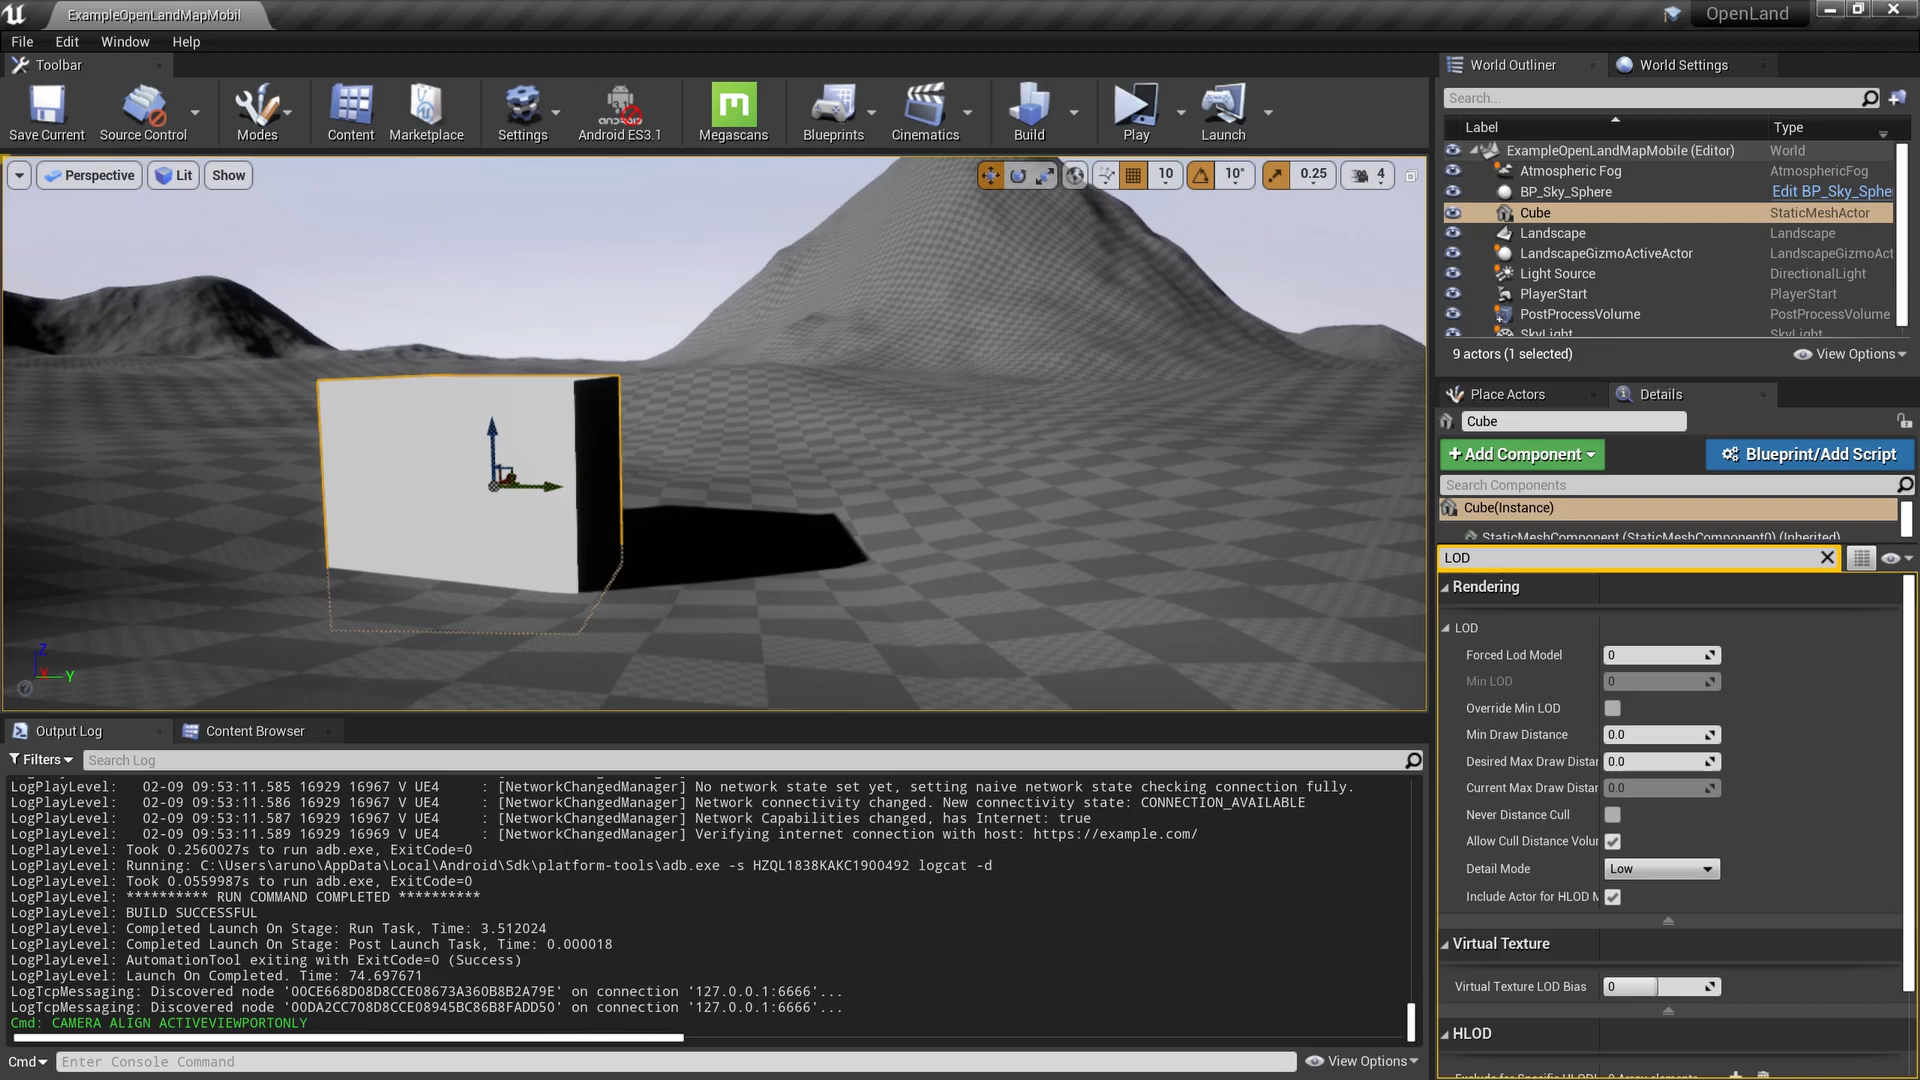 ExampleOpenLandMapMobil
OpenLand
File Edit Window Help
Toolbar
Save Current
Source Control
Modes
Content
Marketplace
Settings
Android ES3.1
Megascans
Blueprints
Cinematics
Build
Play
Launch
Perspective
Lit
Show
10
10°
0.25
4
Z
Y
World Outliner
World Settings
Search...
Label Type
ExampleOpenLandMapMobile (Editor) World
Atmospheric Fog AtmosphericFog
BP_Sky_Sphere Edit BP_Sky_Sphe
Cube StaticMeshActor
Landscape Landscape
LandscapeGizmoActiveActor LandscapeGizmoAct
Light Source DirectionalLight
PlayerStart PlayerStart
PostProcessVolume PostProcessVolume
SkyLight SkyLight
9 actors (1 selected)
View Options
Place Actors
Details
Cube
+ Add Component
Blueprint/Add Script
Search Components
Cube(Instance)
StaticMeshComponent (StaticMeshComponent0) (Inherited)
LOD
Rendering
LOD
Forced Lod Model 0
Min LOD 0
Override Min LOD
Min Draw Distance 0.0
Desired Max Draw Distan 0.0
Current Max Draw Distan 0.0
Never Distance Cull
Allow Cull Distance Volur
Detail Mode Low
Include Actor for HLOD M
Virtual Texture
Virtual Texture LOD Bias 0
HLOD
Output Log
Content Browser
Filters
Search Log
LogPlayLevel: 02-09 09:53:11.585 16929 16967 V UE4 : [NetworkChangedManager] No network state set yet, setting naive network state checking connection fully.
LogPlayLevel: 02-09 09:53:11.586 16929 16967 V UE4 : [NetworkChangedManager] Network connectivity changed. New connectivity state: CONNECTION_AVAILABLE
LogPlayLevel: 02-09 09:53:11.587 16929 16967 V UE4 : [NetworkChangedManager] Network Capabilities changed, has Internet: true
LogPlayLevel: 02-09 09:53:11.589 16929 16969 V UE4 : [NetworkChangedManager] Verifying internet connection with host: https://example.com/
LogPlayLevel: Took 0.2560027s to run adb.exe, ExitCode=0
LogPlayLevel: Running: C:\Users\aruno\AppData\Local\Android\Sdk\platform-tools\adb.exe -s HZQL1838KAKC1900492 logcat -d
LogPlayLevel: Took 0.0559987s to run adb.exe, ExitCode=0
LogPlayLevel: ********** RUN COMMAND COMPLETED **********
LogPlayLevel: BUILD SUCCESSFUL
LogPlayLevel: Completed Launch On Stage: Run Task, Time: 3.512024
LogPlayLevel: Completed Launch On Stage: Post Launch Task, Time: 0.000018
LogPlayLevel: AutomationTool exiting with ExitCode=0 (Success)
LogPlayLevel: Launch On Completed. Time: 74.697671
LogTcpMessaging: Discovered node '00CE668D08D8CCE08673A360B8B2A79E' on connection '127.0.0.1:6666'...
LogTcpMessaging: Discovered node '00DA2CC708D8CCE08945BC86B8FADD50' on connection '127.0.0.1:6666'...
Cmd: CAMERA ALIGN ACTIVEVIEWPORTONLY
Cmd
Enter Console Command
View Options